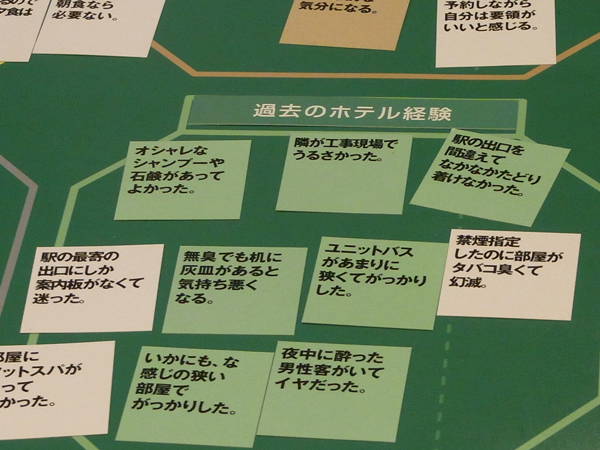 朝食なら
必要ない。
気分になる。
予約しながら
自分は要領が
いいと感じる。
過去のホテル経験
オシャレな
シャンプーや
石鹸があって
よかった。
隣が工事現場で
うるさかった。
駅の出口を
間違えて
なかなかたどり
着けなかった。
駅の最寄の
出口にしか
案内板がなくて
迷った。
無臭でも机に
灰皿があると
気持ち悪く
なる。
ユニットバス
があまりに
狭くてがっかり
した。
禁煙指定
したのに部屋が
タバコ臭くて
幻滅。
部屋に
ットスパが
って
かった。
いかにも、な
感じの狭い
部屋で
がっかりした。
夜中に酔った
男性客がいて
イヤだった。